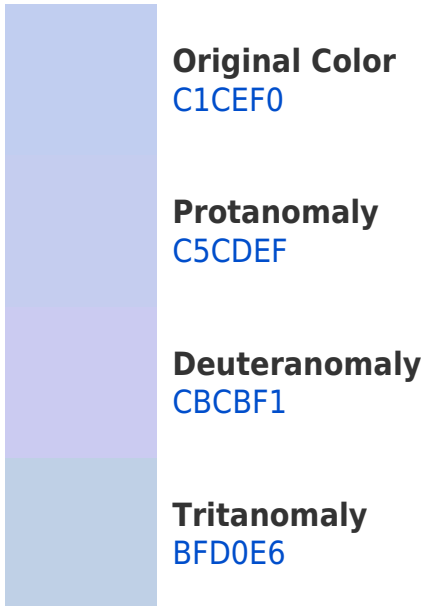 Original Color
C1CEF0
Protanomaly
C5CDEF
Deuteranomaly
CBCBF1
Tritanomaly
BFD0E6